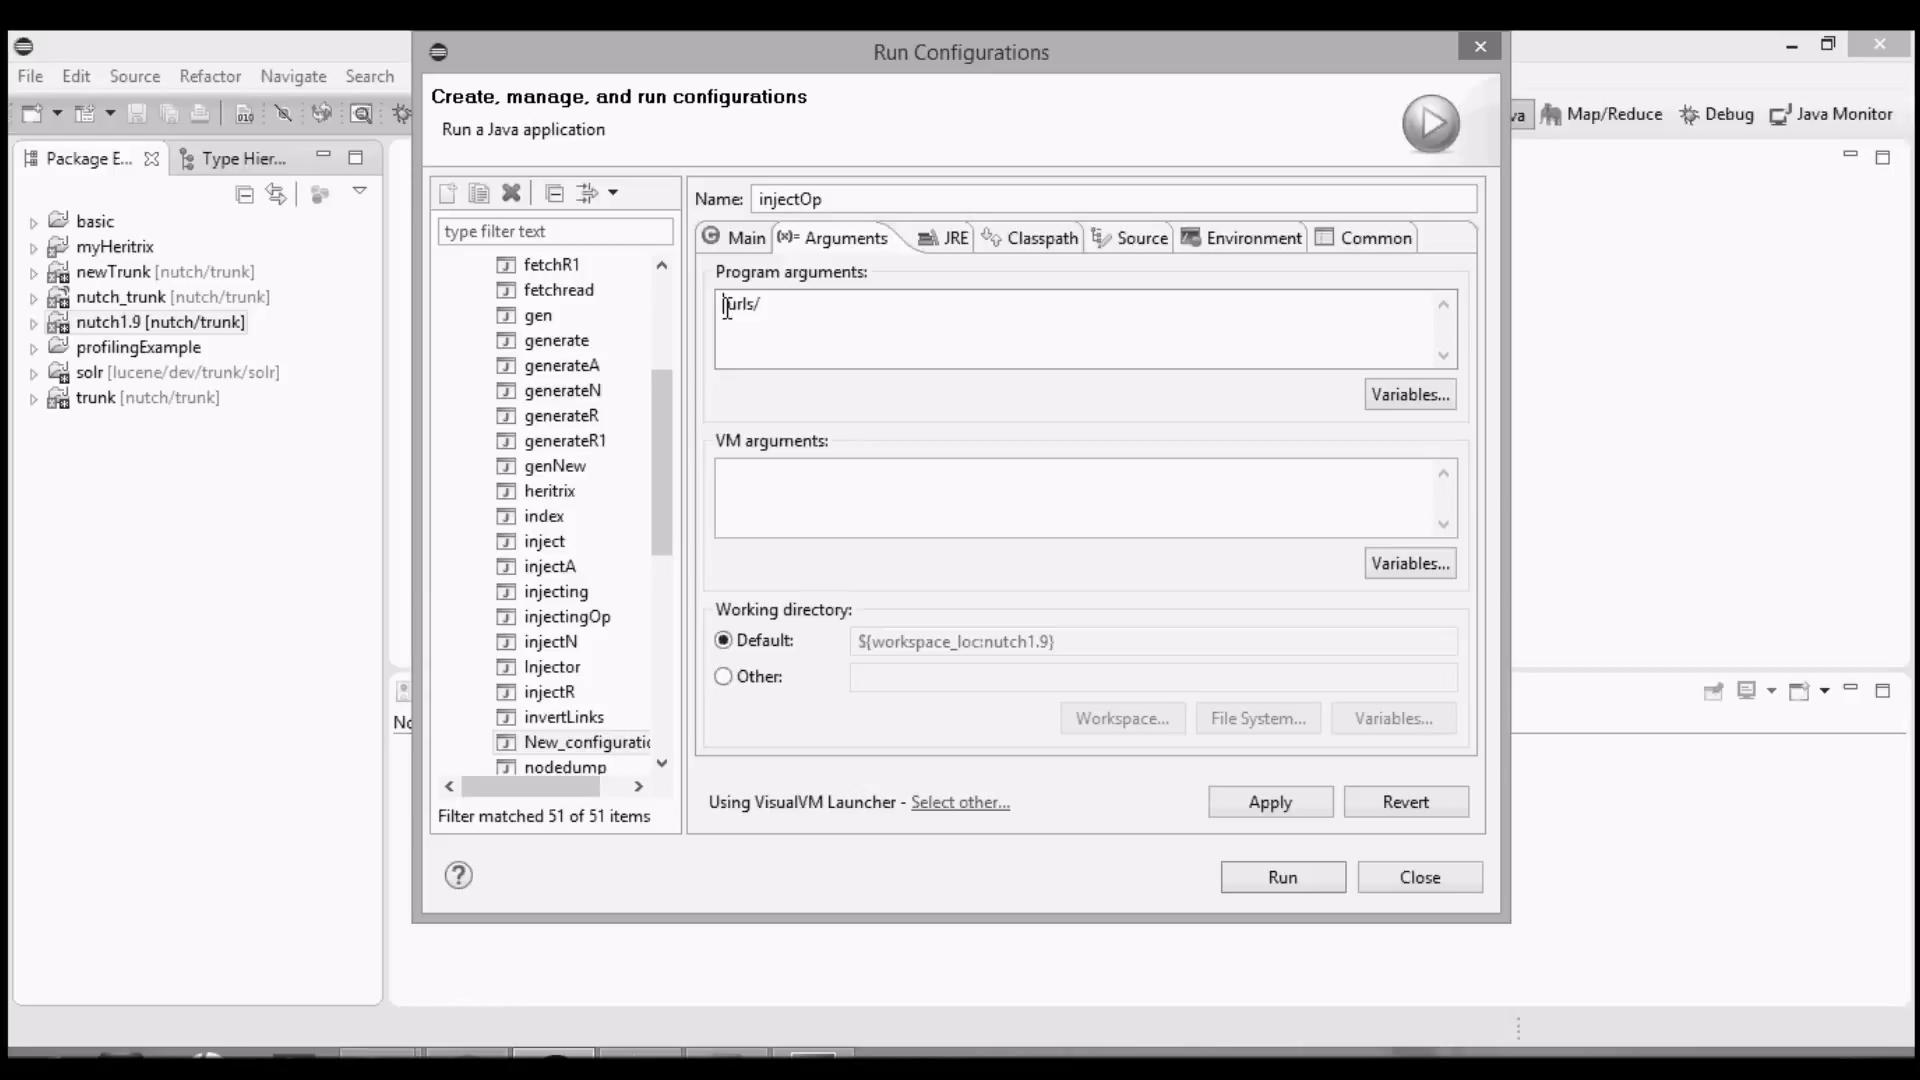 Run Configurations
File Edit Source Refactor Navigate Search
Create, manage, and run configurations
Run a Java application
Map/Reduce Debug Java Monitor
Package E... Type Hier...
basic
myHeritrix
newTrunk [nutch/trunk]
nutch_trunk [nutch/trunk]
nutch1.9 [nutch/trunk]
profilingExample
solr [lucene/dev/trunk/solr]
trunk [nutch/trunk]
type filter text
fetchR1
fetchread
gen
generate
generateA
generateN
generateR
generateR1
genNew
heritrix
index
inject
injectA
injecting
injectingOp
injectN
Injector
injectR
invertLinks
New_configuratic
nodedump
Filter matched 51 of 51 items
Name: injectOp
Main (x)= Arguments JRE Classpath Source Environment Common
Program arguments:
urls/
Variables...
VM arguments:
Variables...
Working directory:
Default: ${workspace_loc:nutch1.9}
Other:
Workspace... File System... Variables...
Using VisualVM Launcher - Select other...
Apply Revert
Run Close